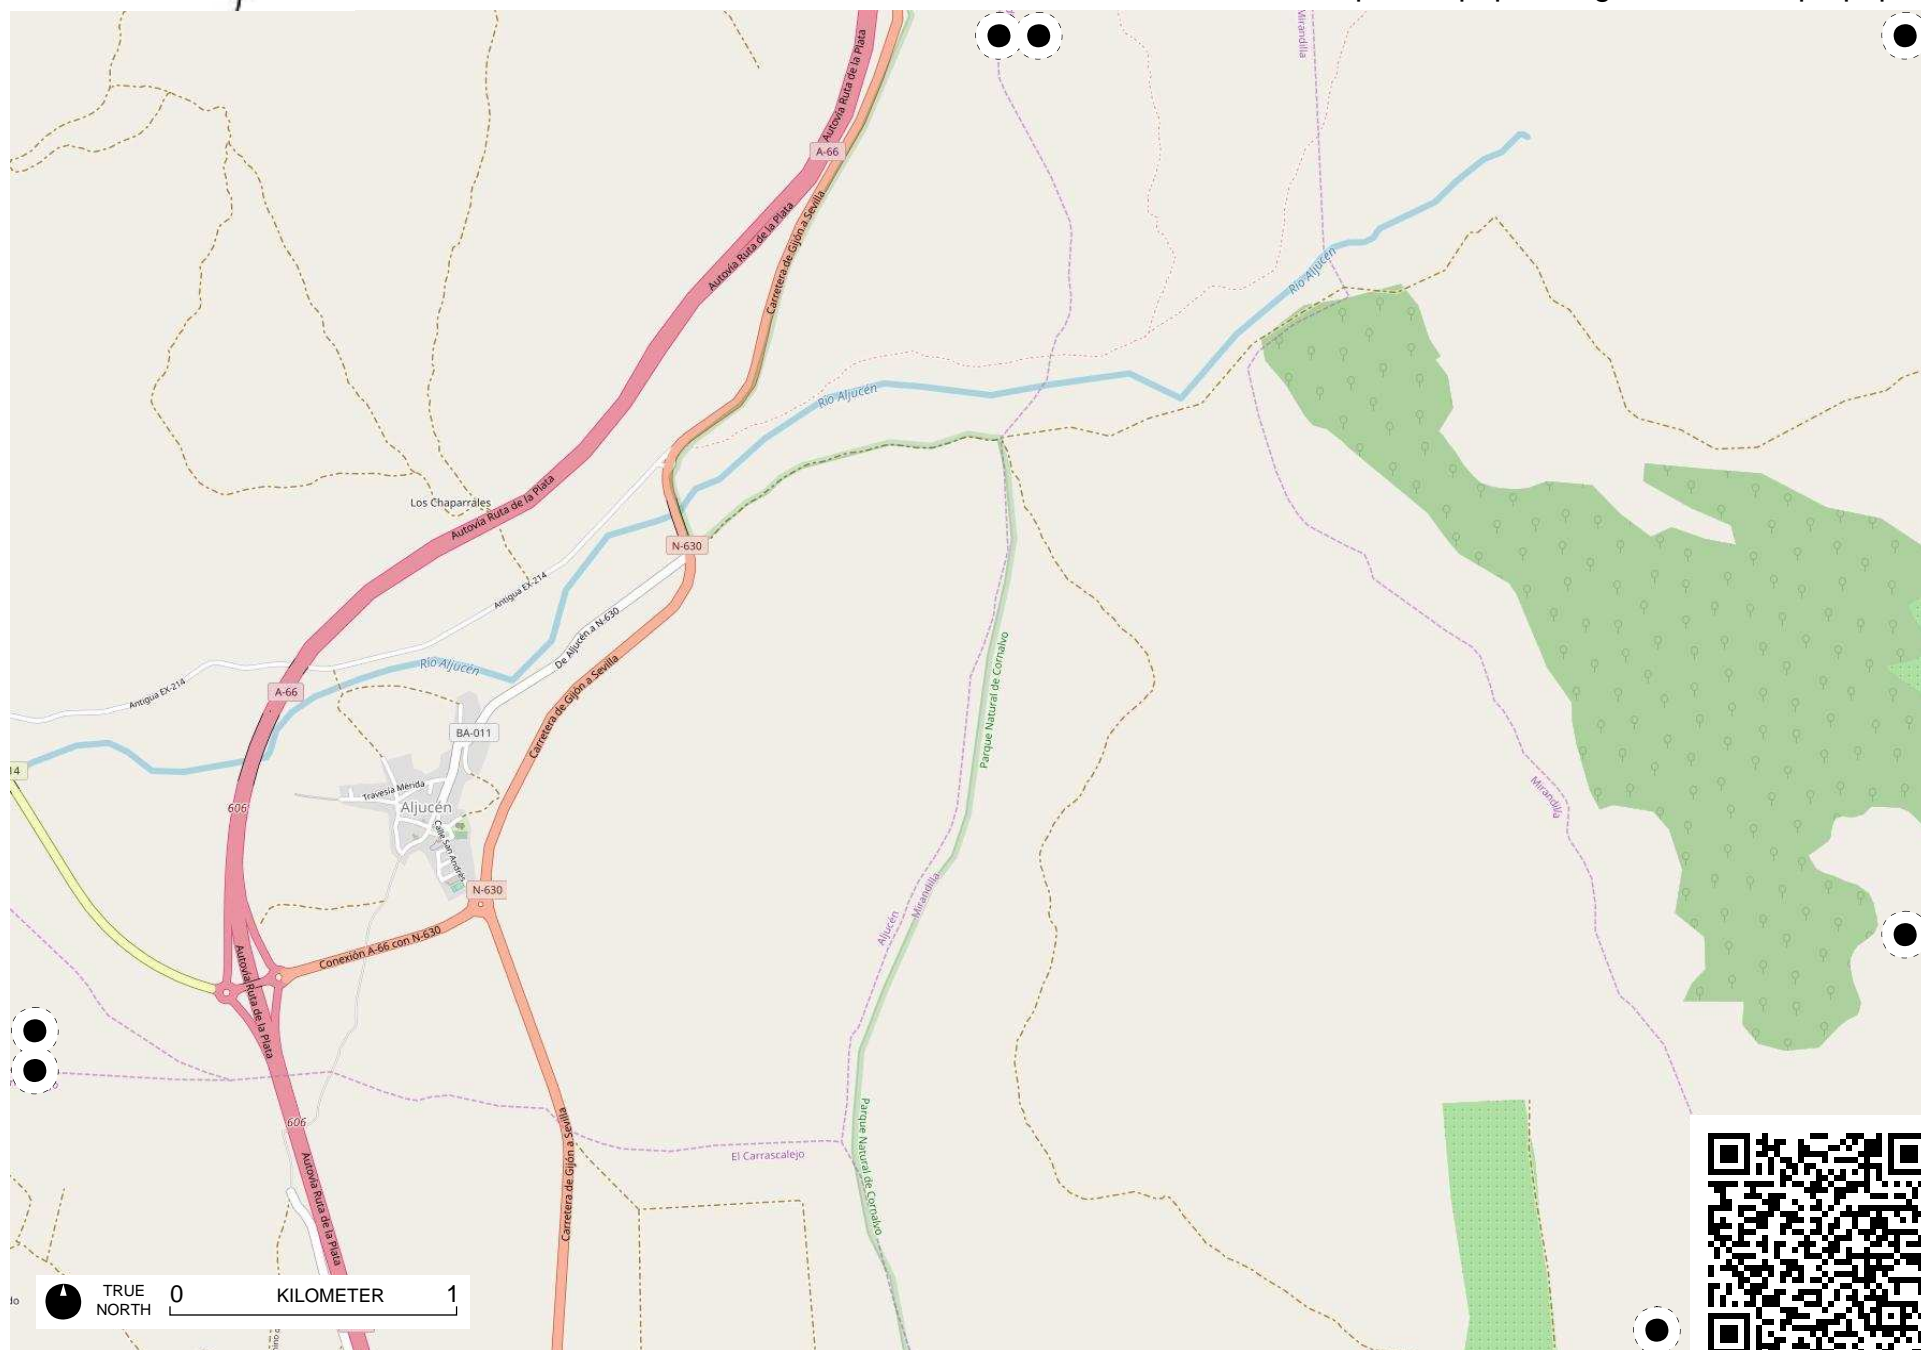 Autovía Ruta de la Plata
Mirandilla
A-66
Autovía Ruta de la Plata
Carretera de Gijón a Sevilla
Río Aljucén
Río Aljucén
Los Chaparrales
Autovía Ruta de la Plata
N-630
Antigua EX-214
De Aljucén a N-630
Río Aljucén
Carretera de Gijón a Sevilla
Parque Natural de Cornalvo
A-66
Antigua EX-214
BA-011
14
Travesía Mérida
Aljucén
606
Calle San Andrés
Mirandilla
N-630
Mirandilla
Aljucén
Conexión A-66 con N-630
Autovía Ruta de la Plata
606
El Carrascalejo
Carretera de Gijón a Sevilla
Parque Natural de Cornalvo
Autovía Ruta de la Plata
TRUE NORTH
0 KILOMETER 1